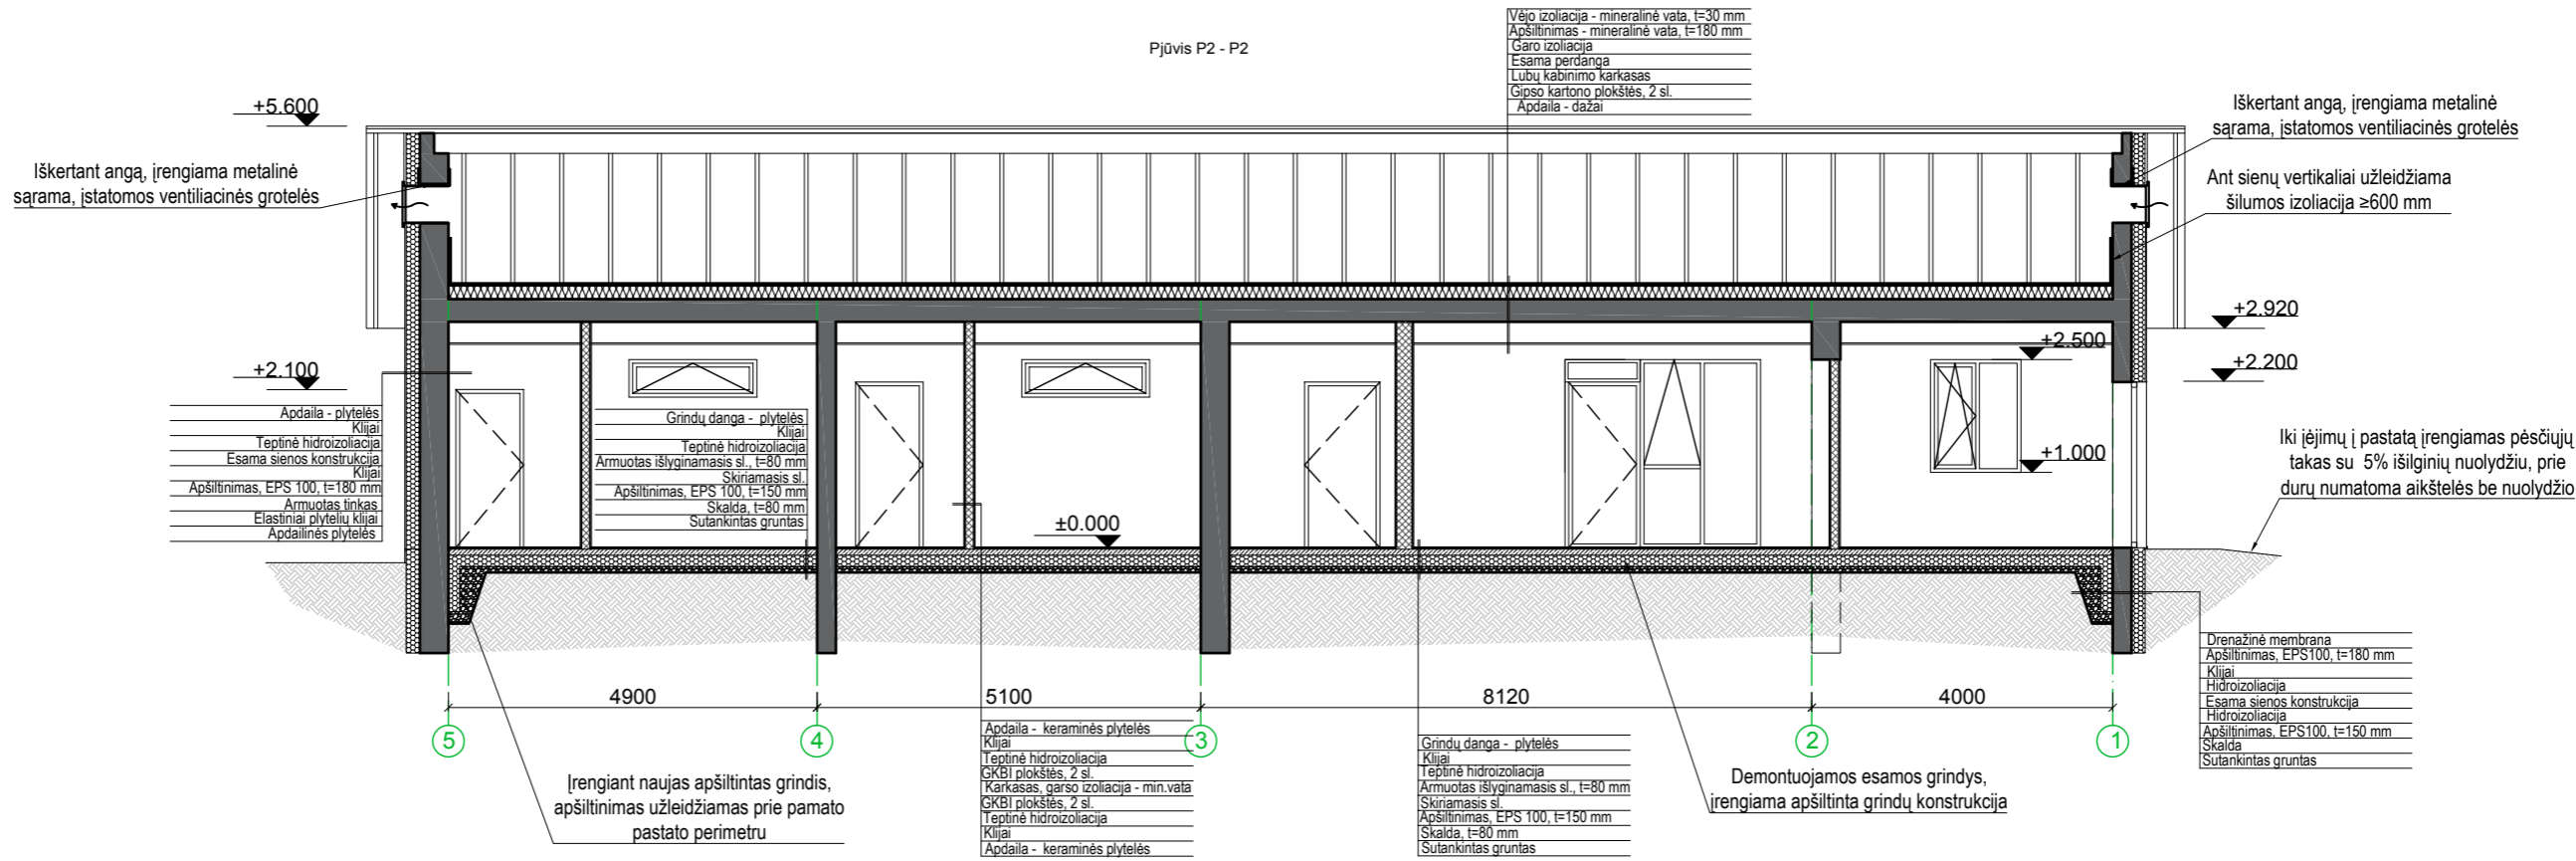 Pjūvis P2 - P2
Vėjo izoliacija - mineralinė vata, t=30 mm
Apšiltinimas - mineralinė vata, t=180 mm
Garo izoliacija
Esama perdanga
Lubų kabinimo karkasas
Gipso kartono plokštės, 2 sl.
Apdaila - dažai
+5.600
Iškertant angą, įrengiama metalinė
sąrama, įstatomos ventiliacinės grotelės
Iškertant angą, įrengiama metalinė
sąrama, įstatomos ventiliacinės grotelės
Ant sienų vertikaliai užleidžiama
šilumos izoliacija ≥600 mm
+2.920
+2.500
+2.200
+2.100
+1.000
±0.000
Apdaila - plytelės
Klijai
Teptinė hidroizoliacija
Esama sienos konstrukcija
Klijai
Apšiltinimas, EPS 100, t=180 mm
Armuotas tinkas
Elastiniai plytelių klijai
Apdailinės plytelės
Grindų danga - plytelės
Klijai
Teptinė hidroizoliacija
Armuotas išlyginamasis sl., t=80 mm
Skiriamasis sl.
Apšiltinimas, EPS 100, t=150 mm
Skalda, t=80 mm
Sutankintas gruntas
Iki įėjimų į pastatą įrengiamas pėsčiųjų
takas su 5% išilginių nuolydžiu, prie
durų numatoma aikštelės be nuolydžio
Drenažinė membrana
Apšiltinimas, EPS100, t=180 mm
Klijai
Hidroizoliacija
Esama sienos konstrukcija
Hidroizoliacija
Apšiltinimas, EPS100, t=150 mm
Skalda
Sutankintas gruntas
4900
5100
8120
4000
5
4
3
2
1
Įrengiant naujas apšiltintas grindis,
apšiltinimas užleidžiamas prie pamato
pastato perimetru
Apdaila - keraminės plytelės
Klijai
Teptinė hidroizoliacija
GKBI plokštės, 2 sl.
Karkasas, garso izoliacija - min.vata
GKBI plokštės, 2 sl.
Teptinė hidroizoliacija
Klijai
Apdaila - keraminės plytelės
Grindų danga - plytelės
Klijai
Teptinė hidroizoliacija
Armuotas išlyginamasis sl., t=80 mm
Skiriamasis sl.
Apšiltinimas, EPS 100, t=150 mm
Skalda, t=80 mm
Sutankintas gruntas
Demontuojamos esamos grindys,
įrengiama apšiltinta grindų konstrukcija